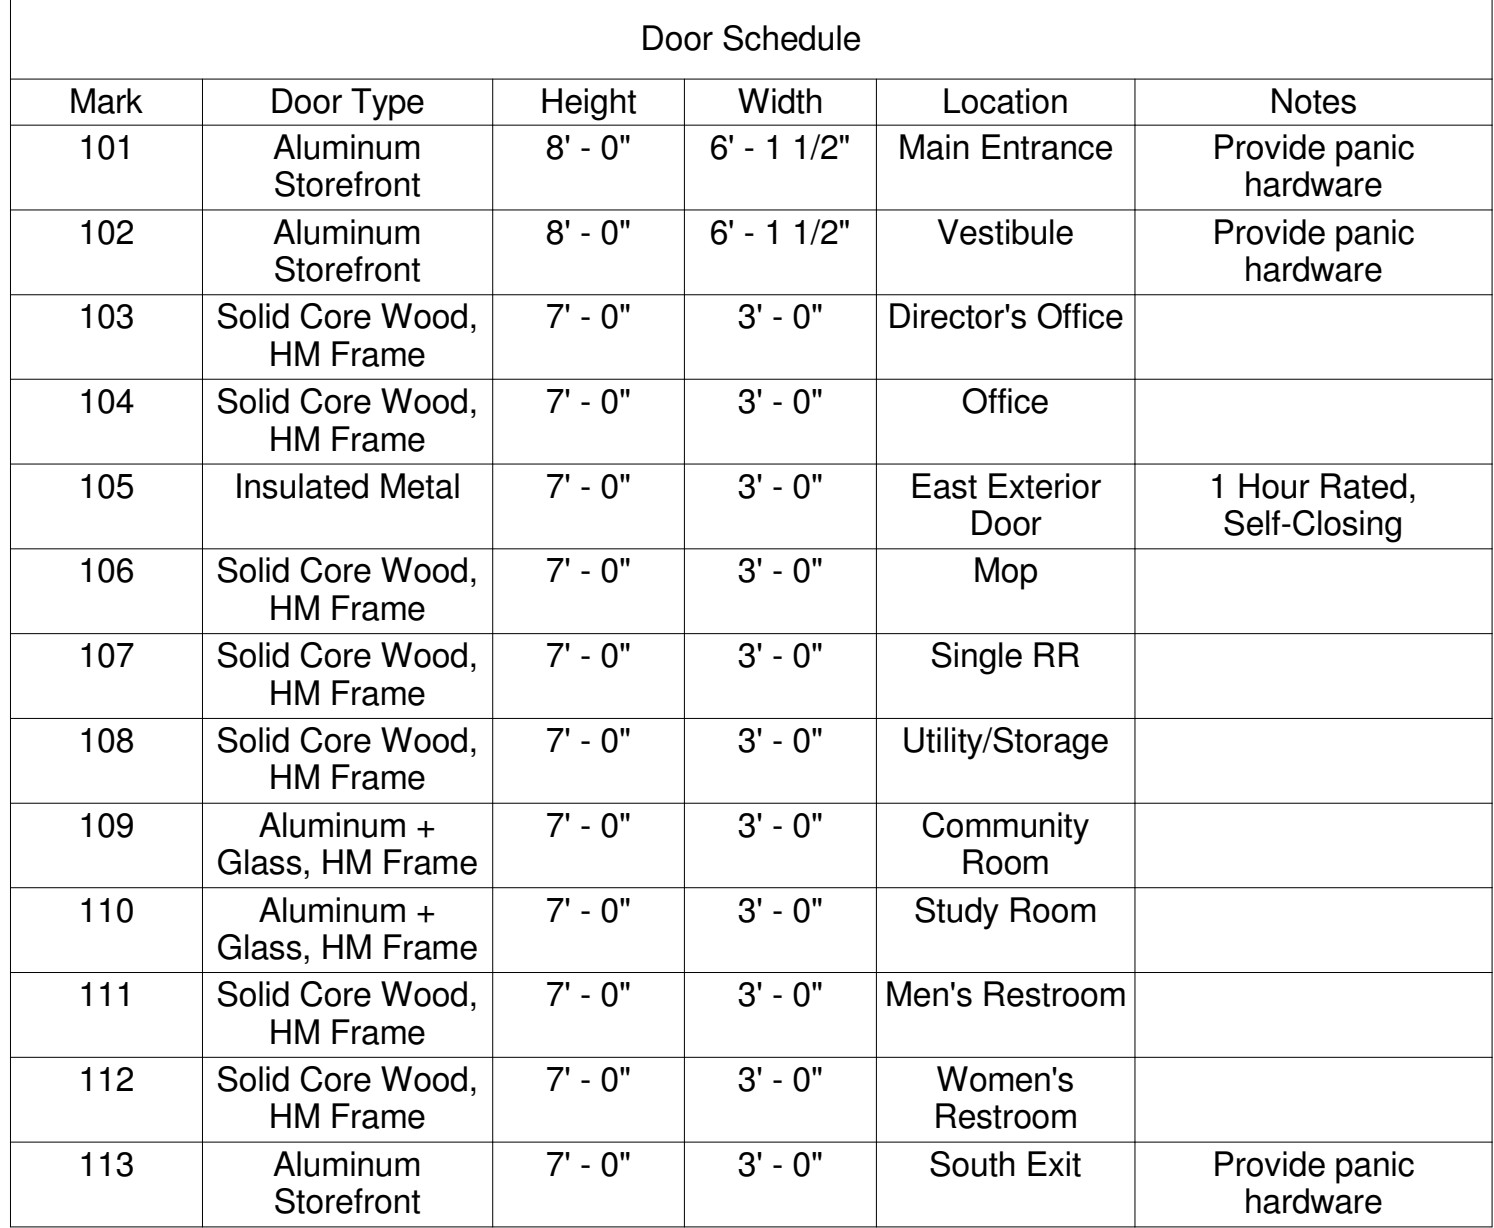 Door Schedule
Mark Door Type Height Width Location Notes
101 Aluminum Storefront 8' - 0" 6' - 1 1/2" Main Entrance Provide panic hardware
102 Aluminum Storefront 8' - 0" 6' - 1 1/2" Vestibule Provide panic hardware
103 Solid Core Wood, HM Frame 7' - 0" 3' - 0" Director's Office
104 Solid Core Wood, HM Frame 7' - 0" 3' - 0" Office
105 Insulated Metal 7' - 0" 3' - 0" East Exterior Door 1 Hour Rated, Self-Closing
106 Solid Core Wood, HM Frame 7' - 0" 3' - 0" Mop
107 Solid Core Wood, HM Frame 7' - 0" 3' - 0" Single RR
108 Solid Core Wood, HM Frame 7' - 0" 3' - 0" Utility/Storage
109 Aluminum + Glass, HM Frame 7' - 0" 3' - 0" Community Room
110 Aluminum + Glass, HM Frame 7' - 0" 3' - 0" Study Room
111 Solid Core Wood, HM Frame 7' - 0" 3' - 0" Men's Restroom
112 Solid Core Wood, HM Frame 7' - 0" 3' - 0" Women's Restroom
113 Aluminum Storefront 7' - 0" 3' - 0" South Exit Provide panic hardware